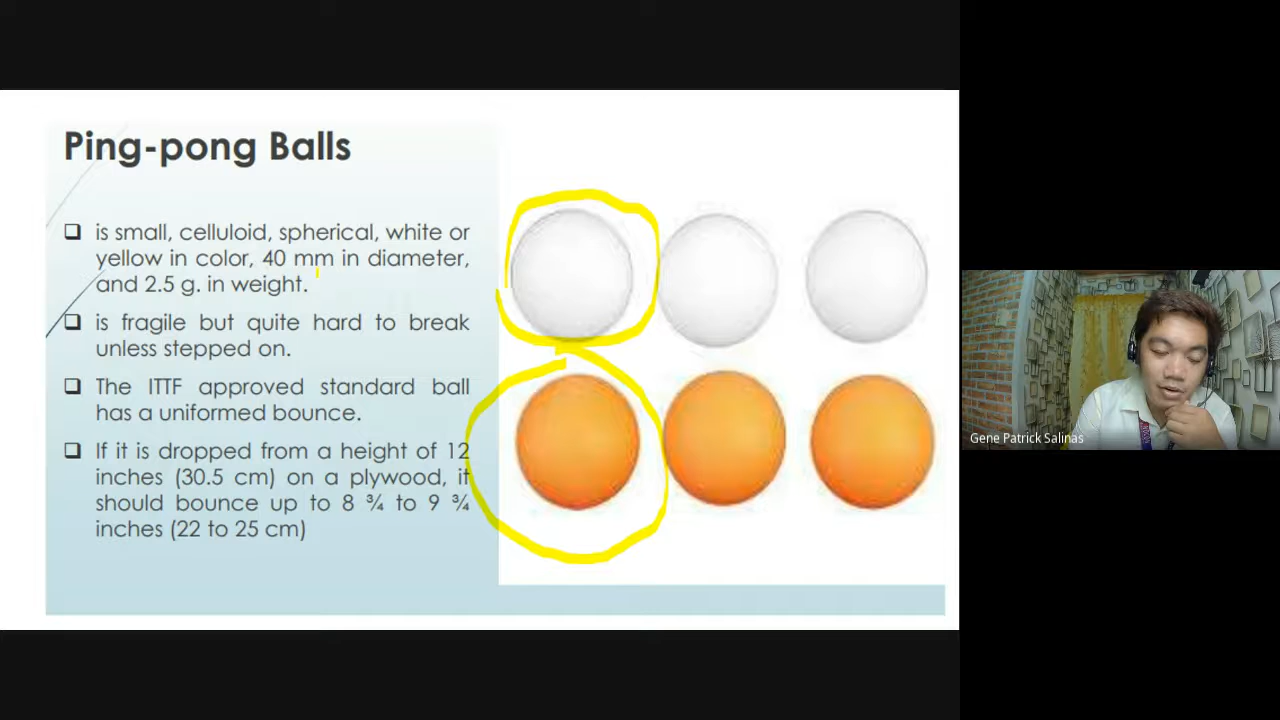 Ping-pong Balls
❑ is small, celluloid, spherical, white or
yellow in color, 40 mm in diameter,
and 2.5 g. in weight.
❑ is fragile but quite hard to break
unless stepped on.
❑ The ITTF approved standard ball
has a uniformed bounce.
❑ If it is dropped from a height of 12
inches (30.5 cm) on a plywood, it
should bounce up to 8 ¾ to 9 ¾
inches (22 to 25 cm)
Gene Patrick Salinas